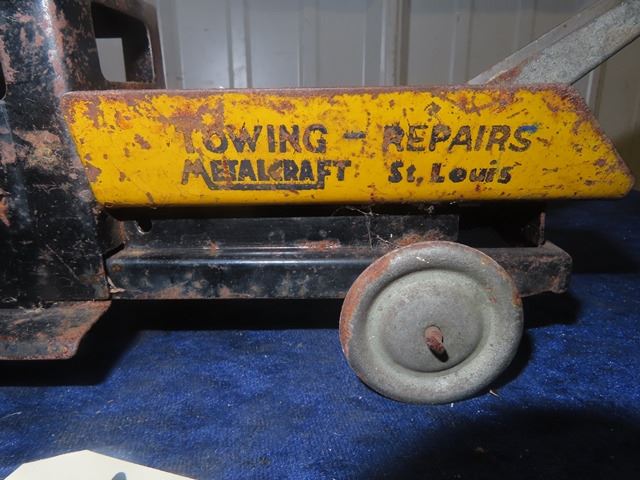 TOWING - REPAIRS
METALCRAFT St. Louis